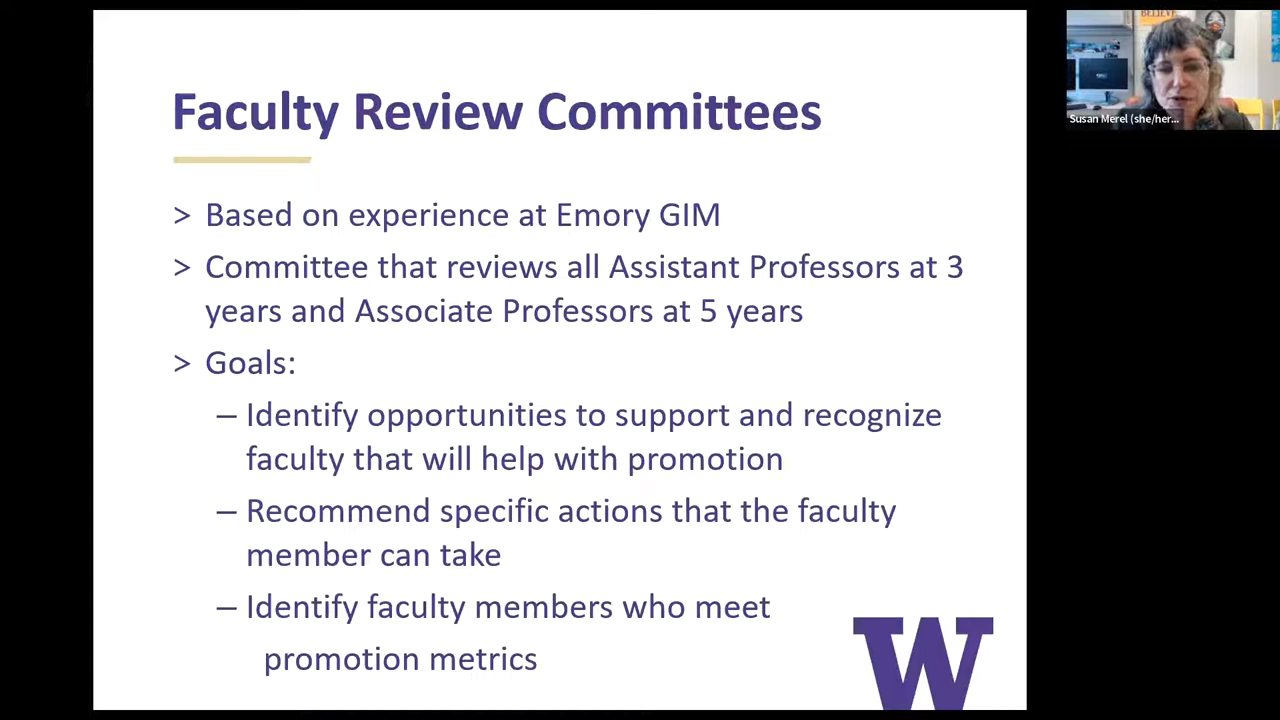 Faculty Review Committees
> Based on experience at Emory GIM
> Committee that reviews all Assistant Professors at 3
years and Associate Professors at 5 years
> Goals:
– Identify opportunities to support and recognize
faculty that will help with promotion
– Recommend specific actions that the faculty
member can take
– Identify faculty members who meet
promotion metrics
W
BELIEVE
Susan Merel (she/her...